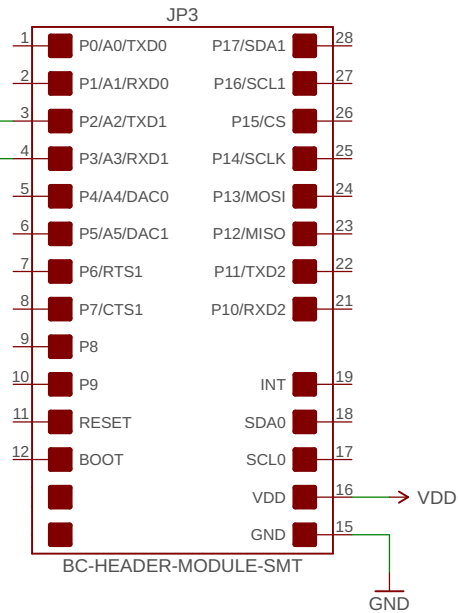 JP3
1 P0/A0/TXD0 P17/SDA1 28
2 P1/A1/RXD0 P16/SCL1 27
3 P2/A2/TXD1 P15/CS 26
4 P3/A3/RXD1 P14/SCLK 25
5 P4/A4/DAC0 P13/MOSI 24
6 P5/A5/DAC1 P12/MISO 23
7 P6/RTS1 P11/TXD2 22
8 P7/CTS1 P10/RXD2 21
9 P8
10 P9 INT 19
11 RESET SDA0 18
12 BOOT SCL0 17
VDD 16 VDD
GND 15
BC-HEADER-MODULE-SMT
GND